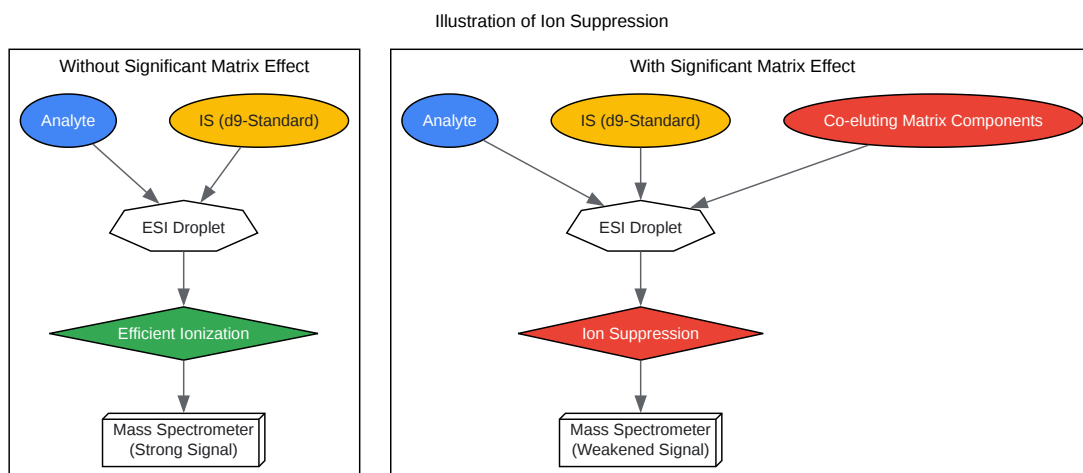 Illustration of Ion Suppression
Without Significant Matrix Effect
Analyte
IS (d9-Standard)
ESI Droplet
Efficient Ionization
Mass Spectrometer
(Strong Signal)
With Significant Matrix Effect
Analyte
IS (d9-Standard)
Co-eluting Matrix Components
ESI Droplet
Ion Suppression
Mass Spectrometer
(Weakened Signal)